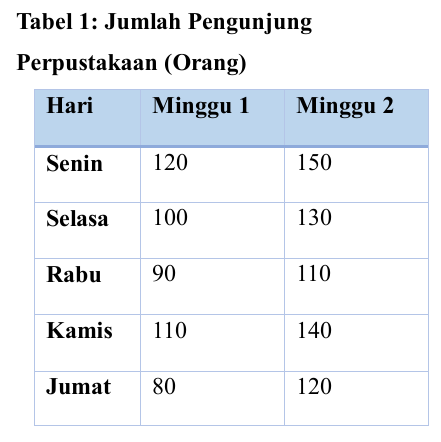 Tabel 1: Jumlah Pengunjung
Perpustakaan (Orang)
Hari Minggu 1 Minggu 2
Senin 120 150
Selasa 100 130
Rabu 90 110
Kamis 110 140
Jumat 80 120